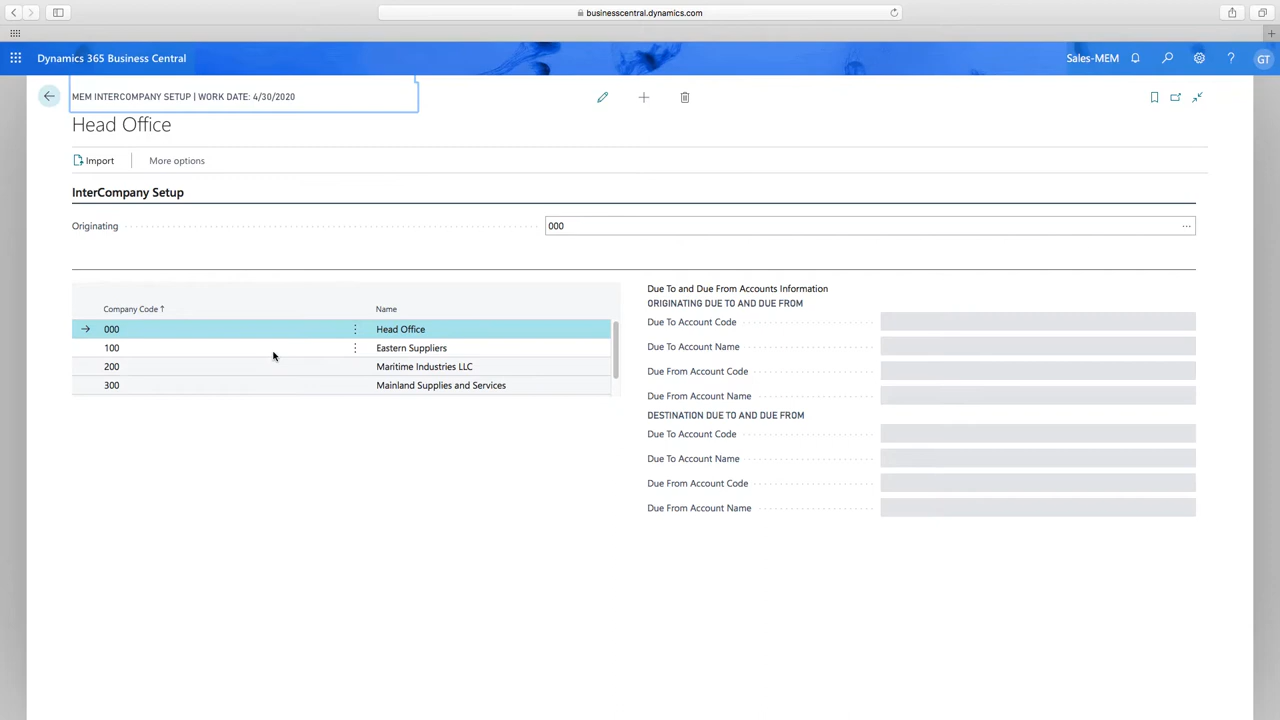 businesscentral.dynamics.com
Dynamics 365 Business Central
Sales-MEM
?
GT
MEM INTERCOMPANY SETUP | WORK DATE: 4/30/2020
Head Office
Import
More options
InterCompany Setup
Originating
000
Company Code ↑
Name
000
Head Office
100
Eastern Suppliers
200
Maritime Industries LLC
300
Mainland Supplies and Services
Due To and Due From Accounts Information
ORIGINATING DUE TO AND DUE FROM
Due To Account Code
Due To Account Name
Due From Account Code
Due From Account Name
DESTINATION DUE TO AND DUE FROM
Due To Account Code
Due To Account Name
Due From Account Code
Due From Account Name